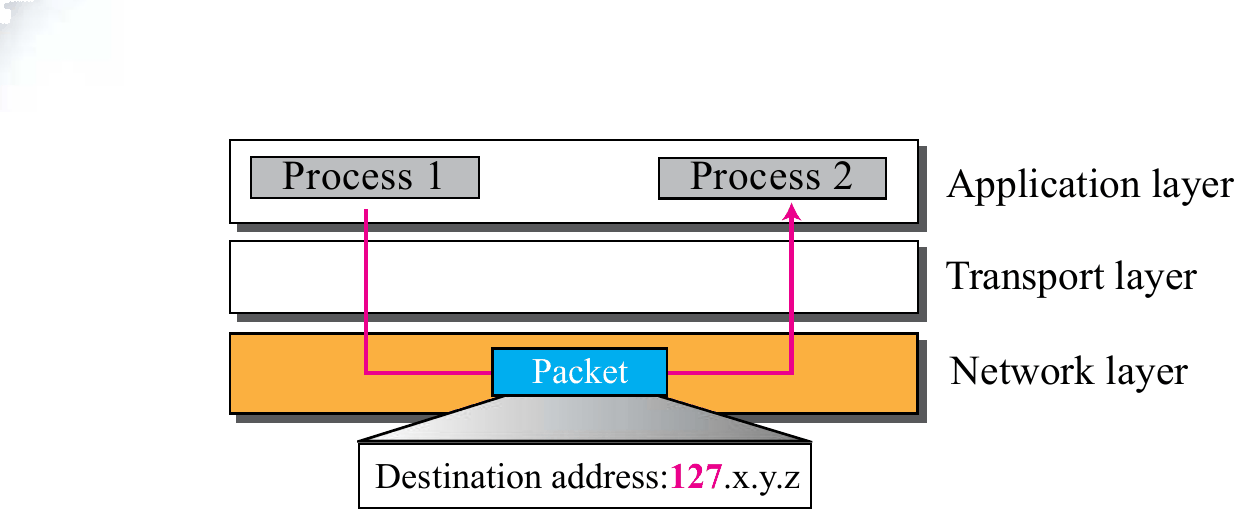 Process 1
Process 2
Application layer
Transport layer
Packet
Network layer
Destination address:127.x.y.z